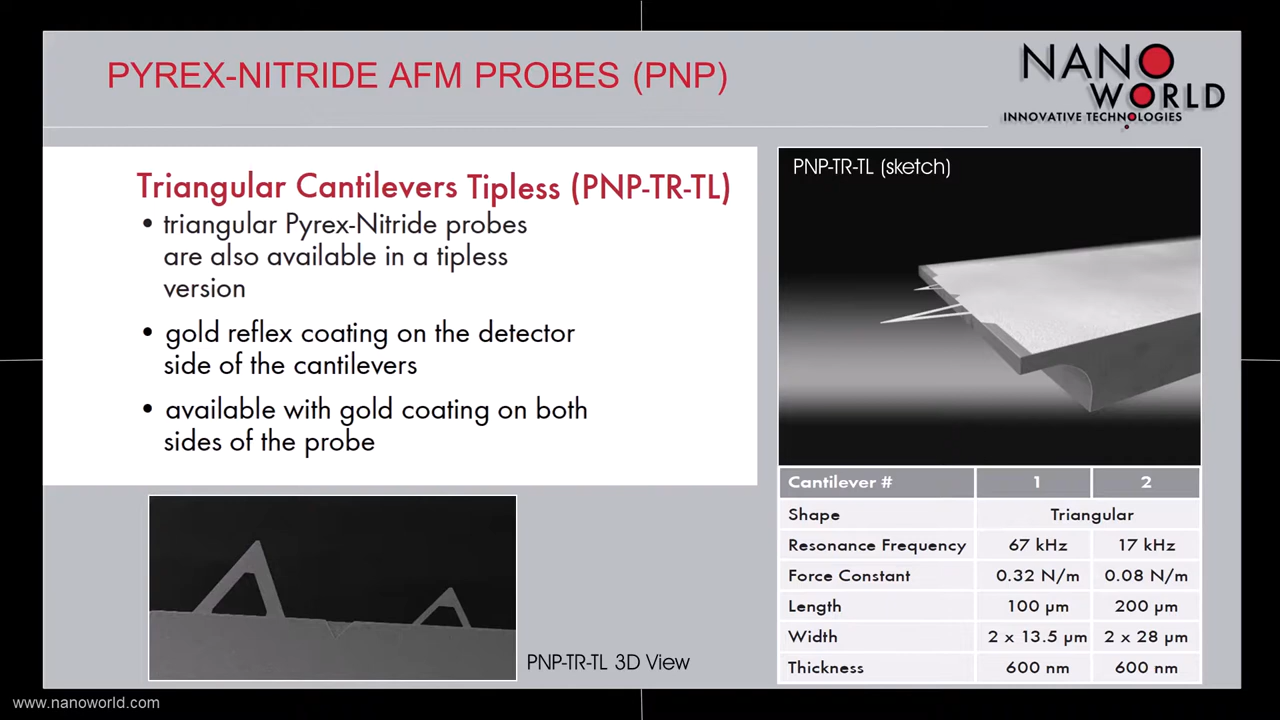 PYREX-NITRIDE AFM PROBES (PNP)
NANO
WORLD
INNOVATIVE TECHNOLOGIES
Triangular Cantilevers Tipless (PNP-TR-TL)
• triangular Pyrex-Nitride probes
are also available in a tipless
version
• gold reflex coating on the detector
side of the cantilevers
• available with gold coating on both
sides of the probe
PNP-TR-TL (sketch)
Cantilever # 1 2
Shape Triangular
Resonance Frequency 67 kHz 17 kHz
Force Constant 0.32 N/m 0.08 N/m
Length 100 µm 200 µm
Width 2 x 13.5 µm 2 x 28 µm
Thickness 600 nm 600 nm
PNP-TR-TL 3D View
www.nanoworld.com